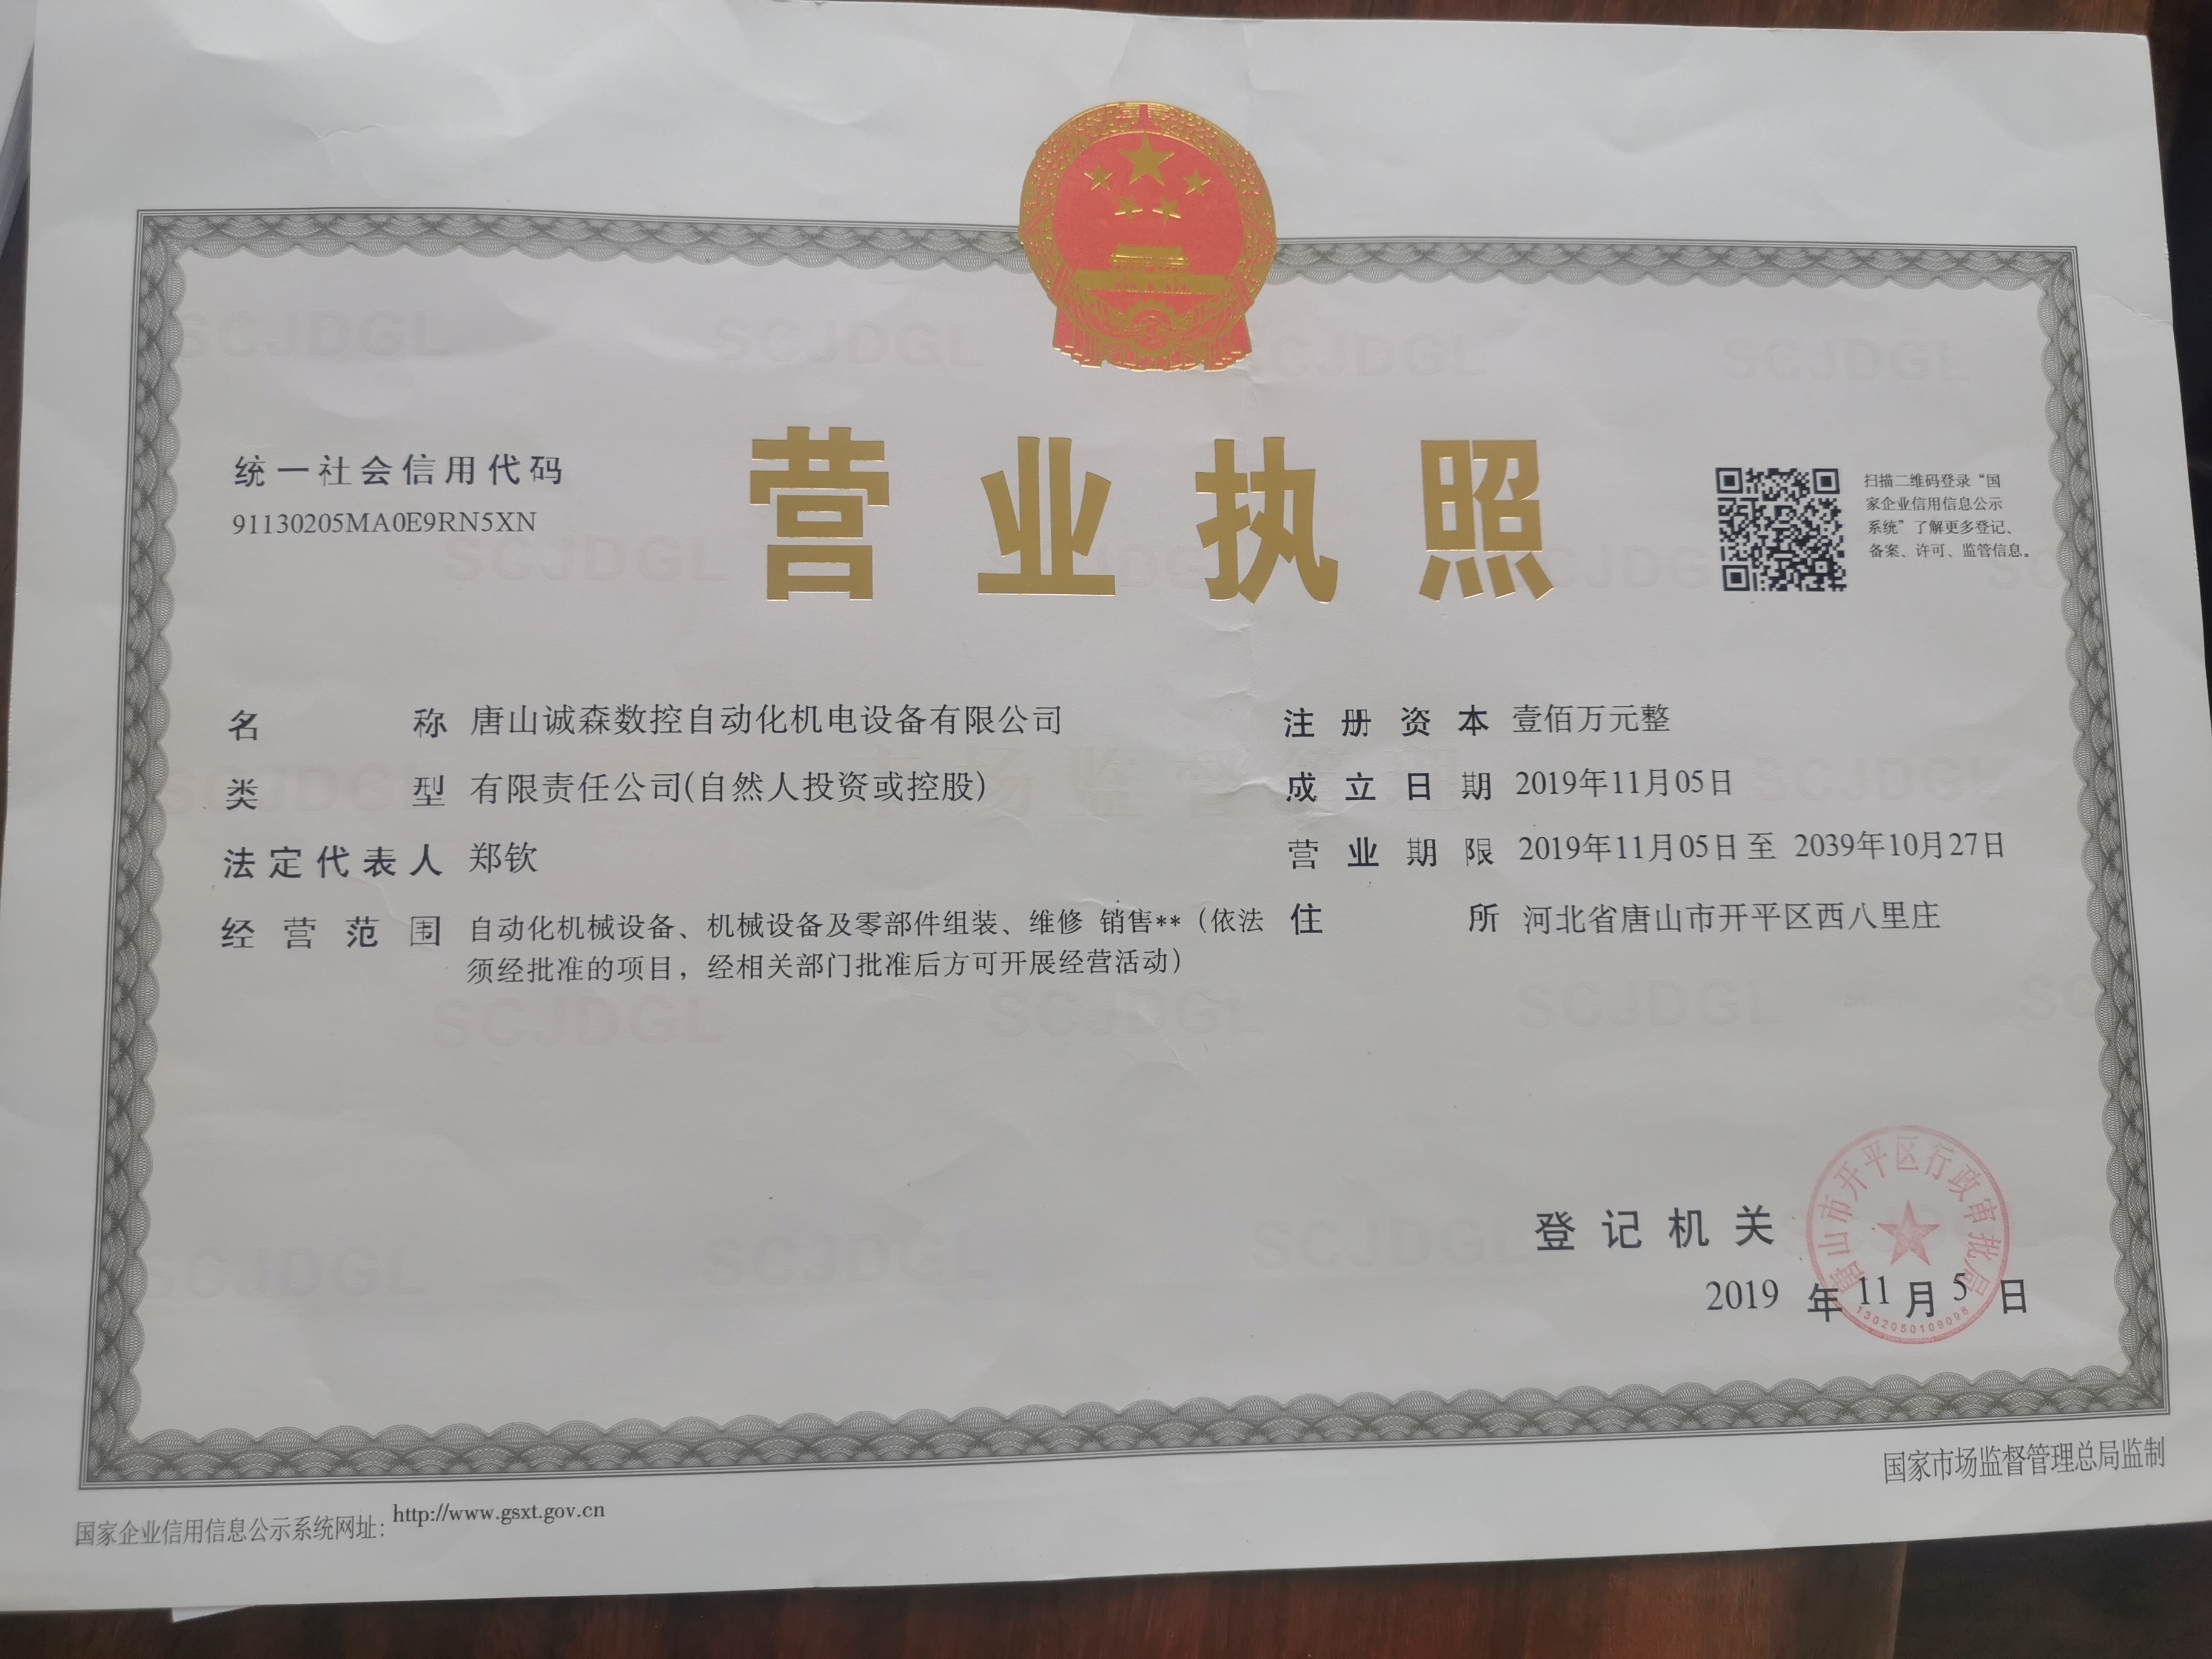 统一社会信用代码
91130205MA0E9RN5XN
营业执照
扫描二维码登录“国
家企业信用信息公示
系统”了解更多登记、
备案、许可、监管信息。
名称 唐山诚森数控自动化机电设备有限公司
类型 有限责任公司(自然人投资或控股)
法定代表人 郑钦
经营范围 自动化机械设备、机械设备及零部件组装、维修 销售**（依法
须经批准的项目，经相关部门批准后方可开展经营活动）
注册资本 壹佰万元整
成立日期 2019年11月05日
营业期限 2019年11月05日至 2039年10月27日
住所 河北省唐山市开平区西八里庄
登记机关
2019 年 11 月 5 日
唐山市开平区行政审批局
国家企业信用信息公示系统网址: http://www.gsxt.gov.cn
国家市场监督管理总局监制
SCJDGL